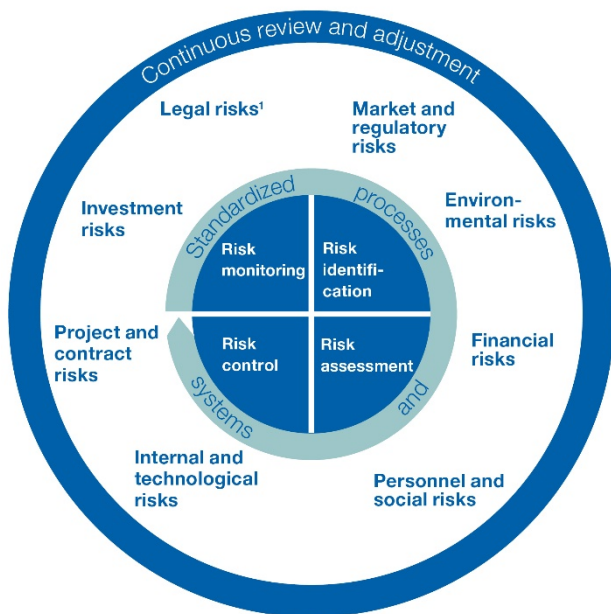 Continuous review and adjustment
Legal risks¹
Market and
regulatory
risks
Environ-
mental risks
Financial
risks
Personnel and
social risks
Internal and
technological
risks
Project and
contract
risks
Investment
risks
Standardized
processes
and
systems
Risk
monitoring
Risk
identifi-
cation
Risk
assessment
Risk
control